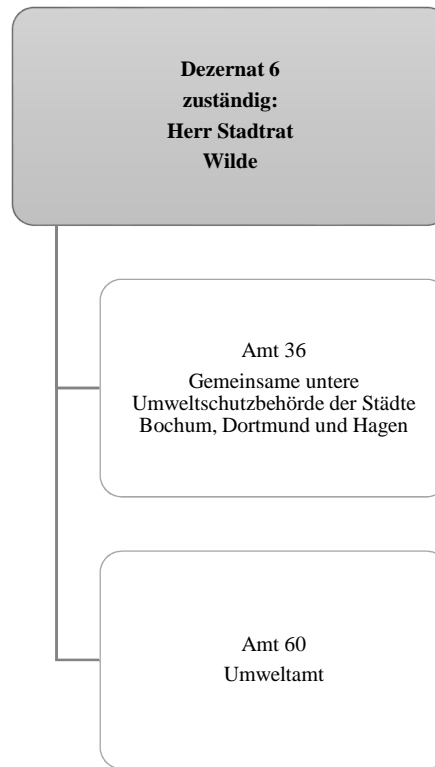 Dezernat 6
zuständig:
Herr Stadtrat
Wilde
Amt 36
Gemeinsame untere
Umweltschutzbehörde der Städte
Bochum, Dortmund und Hagen
Amt 60
Umweltamt